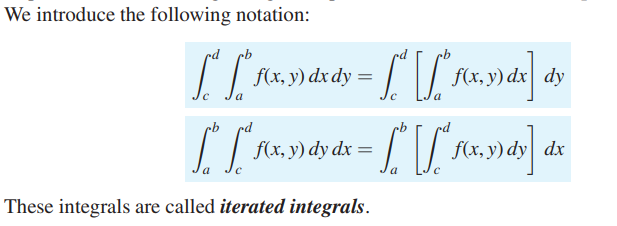 We introduce the following notation:
∫_c^d ∫_a^b f(x, y) dx dy = ∫_c^d [∫_a^b f(x, y) dx] dy
∫_a^b ∫_c^d f(x, y) dy dx = ∫_a^b [∫_c^d f(x, y) dy] dx
These integrals are called iterated integrals.